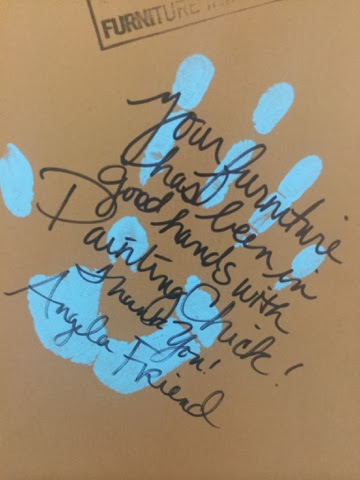 FURNITURE
Your furniture
has been in
good hands with
Painting Chick!
Thank You!
Angela Friend